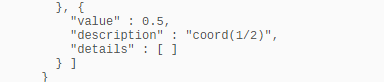 }, {
"value" : 0.5,
"description" : "coord(1/2)",
"details" : [ ]
} ]
}